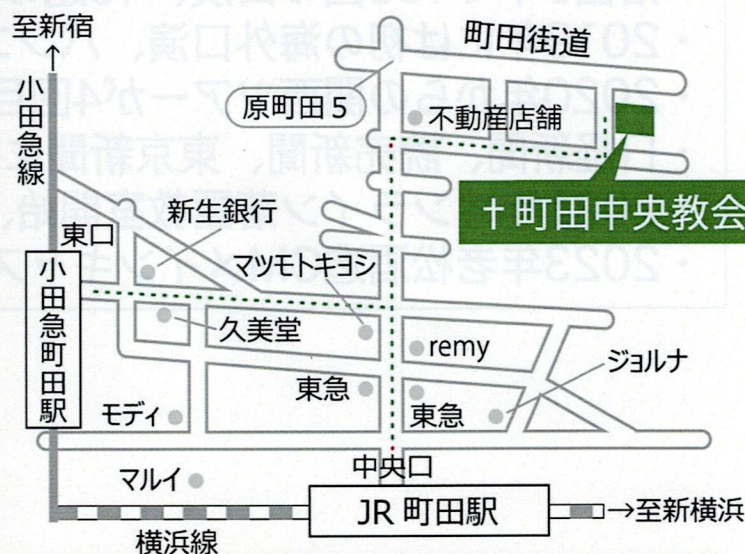 至新宿
町田街道
小田急線
原町田5
不動産店舗
†町田中央教会
新生銀行
東口
マツモトキヨシ
小田急町田駅
久美堂
remy
ジョルナ
東急
東急
モディ
中央口
マルイ
JR 町田駅
→至新横浜
横浜線